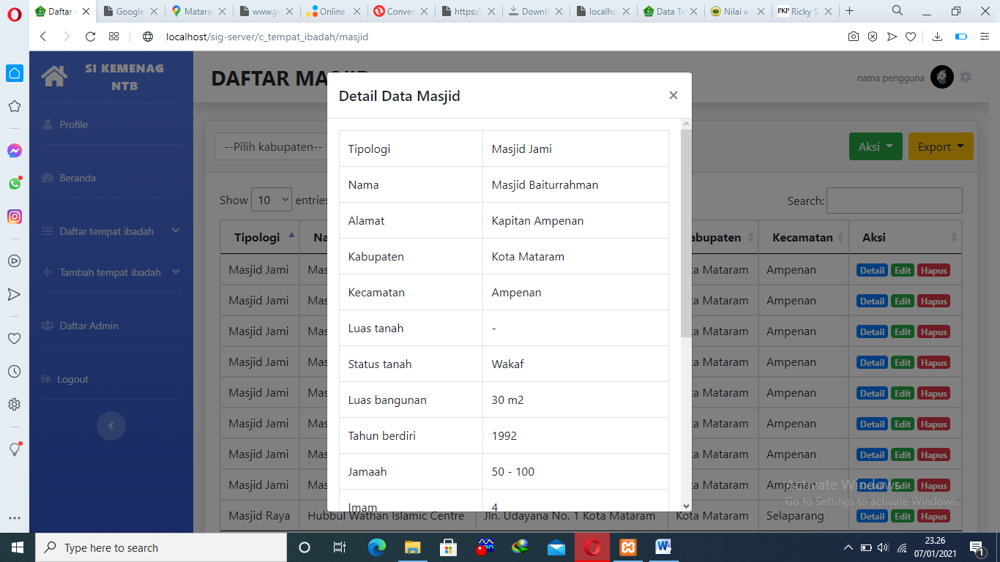 Daftar
Google
Matara
www.yo
Online
Conver
https:/
Downlo
localho
Data Te
Nilai »
PKP Ricky S
localhost/sig-server/c_tempat_ibadah/masjid
SI KEMENAG
NTB
Profile
Beranda
Daftar tempat ibadah
Tambah tempat ibadah
Daftar Admin
Logout
DAFTAR MASJID
nama pengguna
--Pilih kabupaten--
Aksi
Export
Show 10 entries
Search:
Tipologi Na abupaten Kecamatan Aksi
Masjid Jami Mas ta Mataram Ampenan Detail Edit Hapus
Masjid Jami Mas ta Mataram Ampenan Detail Edit Hapus
Masjid Jami Mas ta Mataram Ampenan Detail Edit Hapus
Masjid Jami Mas ta Mataram Ampenan Detail Edit Hapus
Masjid Jami Mas ta Mataram Ampenan Detail Edit Hapus
Masjid Jami Mas ta Mataram Ampenan Detail Edit Hapus
Masjid Jami Mas ta Mataram Ampenan Detail Edit Hapus
Masjid Jami Mas ta Mataram Ampenan Detail Edit Hapus
Masjid Raya Hubbul Wathan Islamic Centre Jln. Udayana No. 1 Kota Mataram Kota Mataram Selaparang Detail Edit Hapus
Detail Data Masjid
×
Tipologi Masjid Jami
Nama Masjid Baiturrahman
Alamat Kapitan Ampenan
Kabupaten Kota Mataram
Kecamatan Ampenan
Luas tanah -
Status tanah Wakaf
Luas bangunan 30 m2
Tahun berdiri 1992
Jamaah 50 - 100
Imam 4
Activate Windows
Go to Settings to activate Windows.
Type here to search
23.26
07/01/2021
1